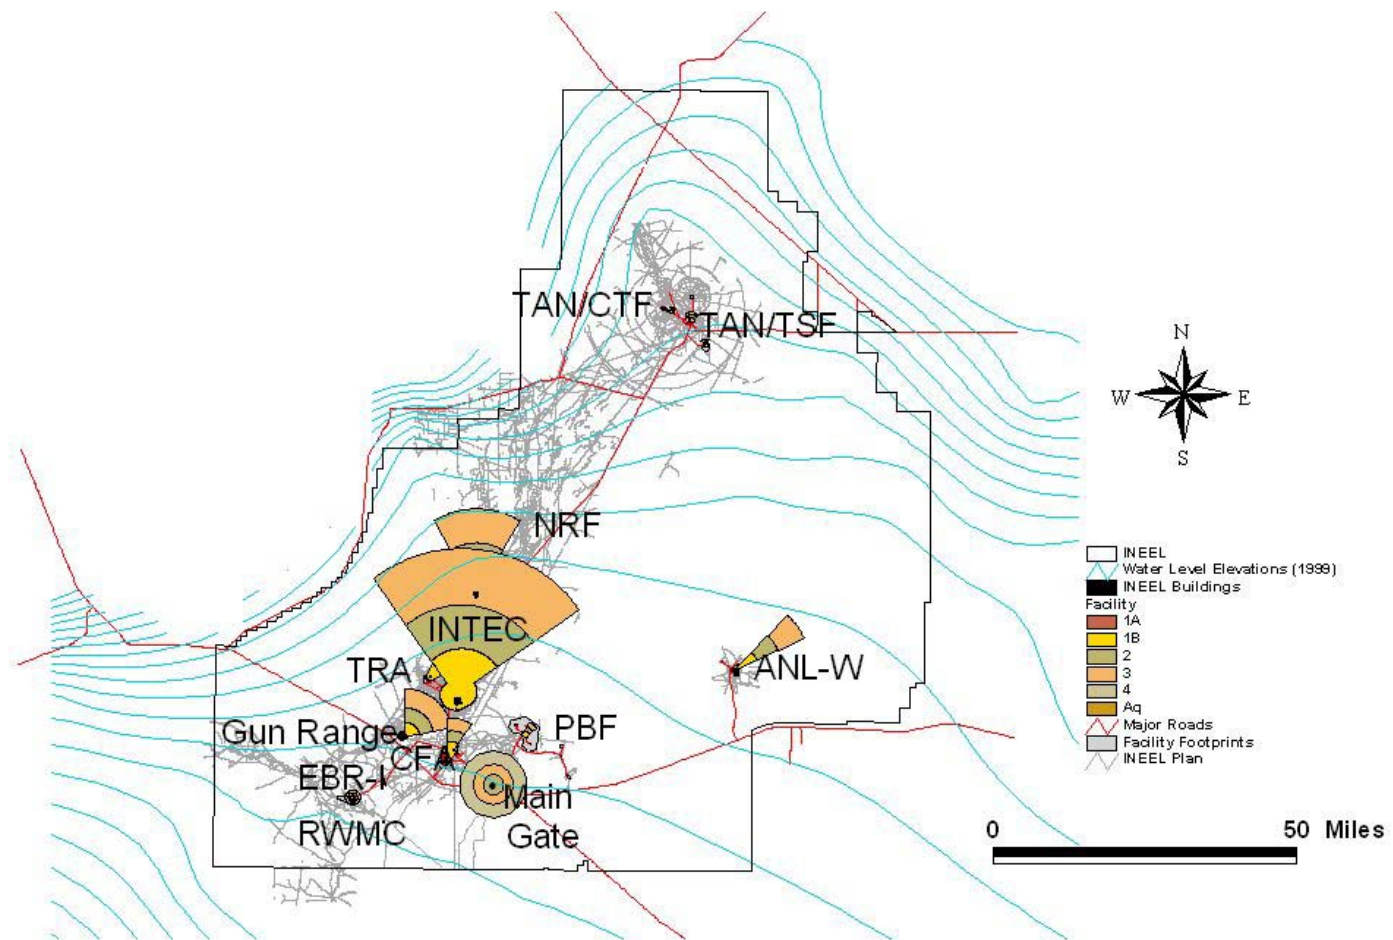 N
W E
S
TAN/CTF
TAN/TSF
NRF
INTEC
TRA
ANL-W
Gun Range
PBF
CFA
EBR-I
Main
Gate
RWMC
INEEL
Water Level Elevations (1999)
INEEL Buildings
Facility
1A
1B
2
3
4
Aq
Major Roads
Facility Footprints
INEEL Plan
0 50 Miles